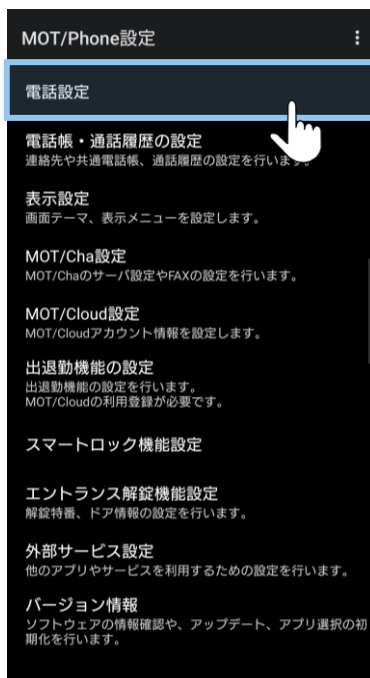 MOT/Phone設定
電話設定
電話帳・通話履歴の設定
連絡先や共通電話帳、通話履歴の設定を行います。
表示設定
画面テーマ、表示メニューを設定します。
MOT/Cha設定
MOT/Chaのサーバ設定やFAXの設定を行います。
MOT/Cloud設定
MOT/Cloudアカウント情報を設定します。
出退勤機能の設定
出退勤機能の設定を行います。
MOT/Cloudの利用登録が必要です。
スマートロック機能設定
エントランス解錠機能設定
解錠特番、ドア情報の設定を行います。
外部サービス設定
他のアプリやサービスを利用するための設定を行います。
バージョン情報
ソフトウェアの情報確認や、アップデート、アプリ選択の初
期化を行います。